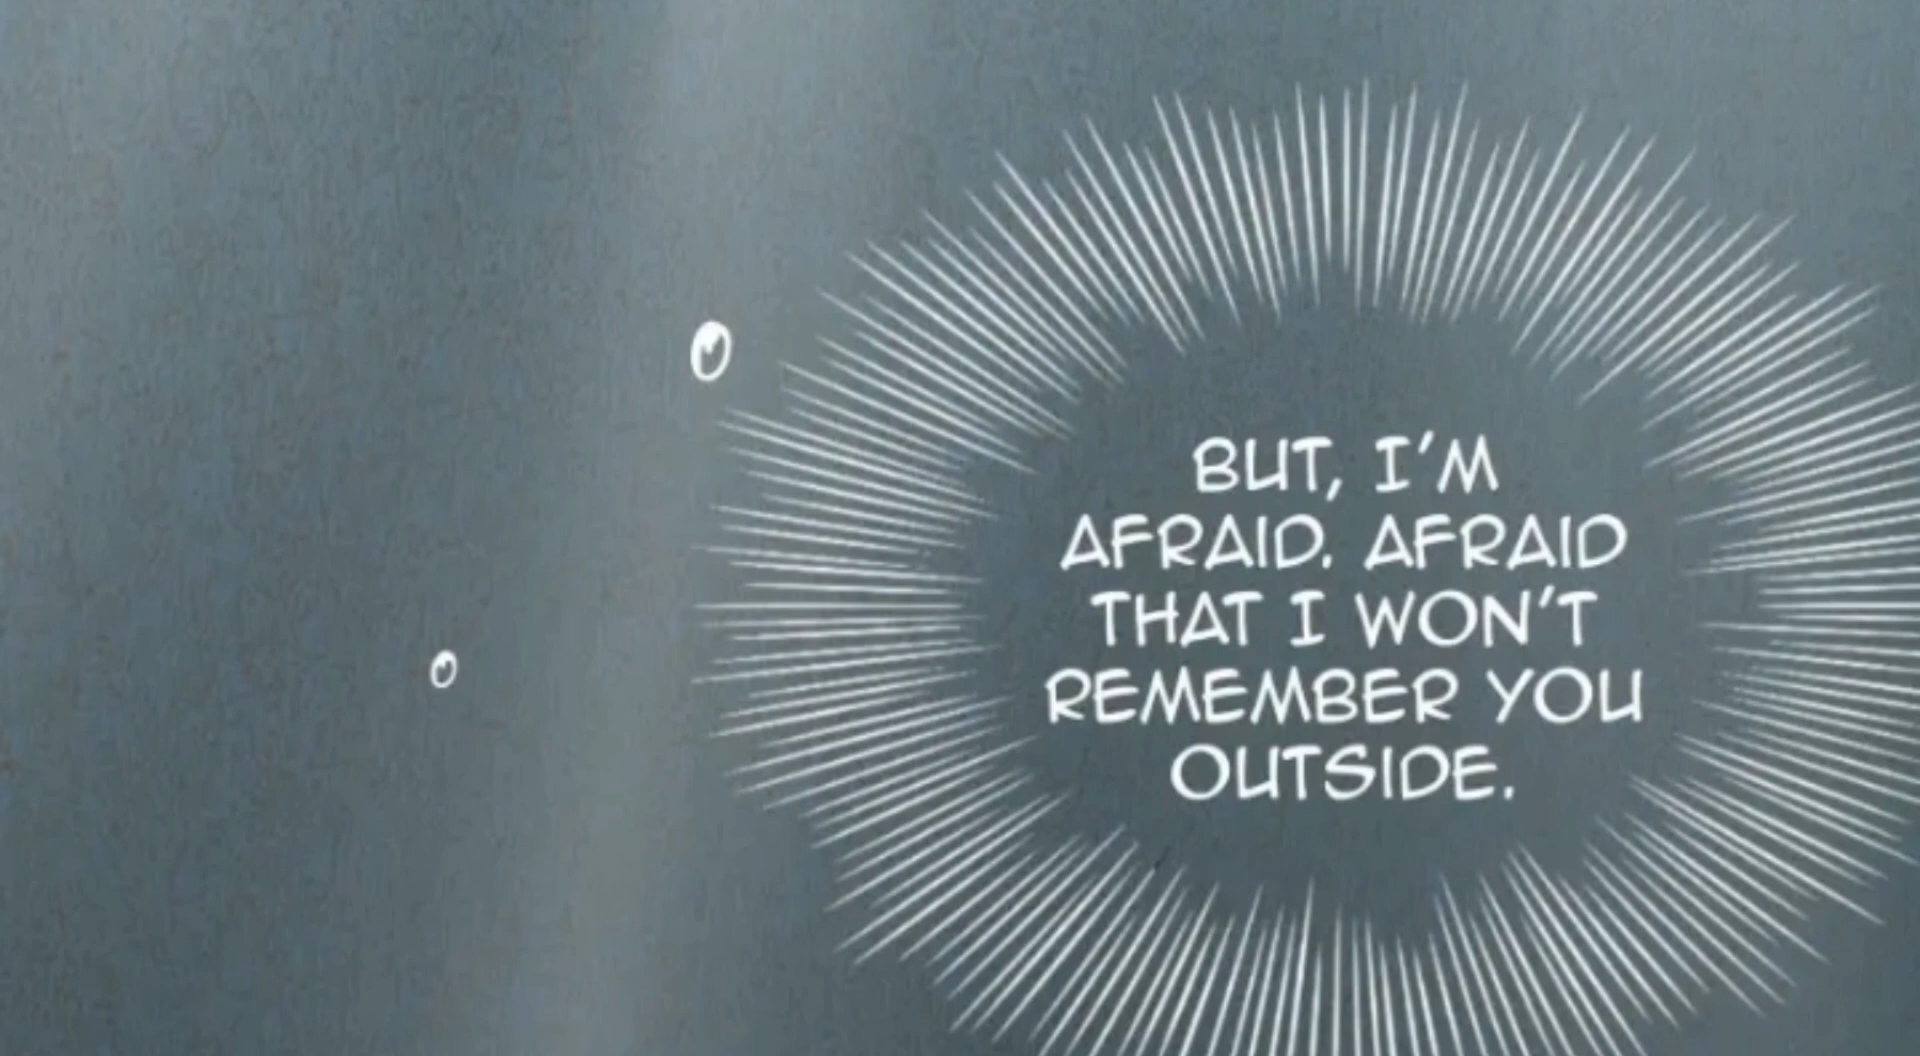 BUT, I'M
AFRAID. AFRAID
THAT I WON'T
REMEMBER YOU
OUTSIDE.